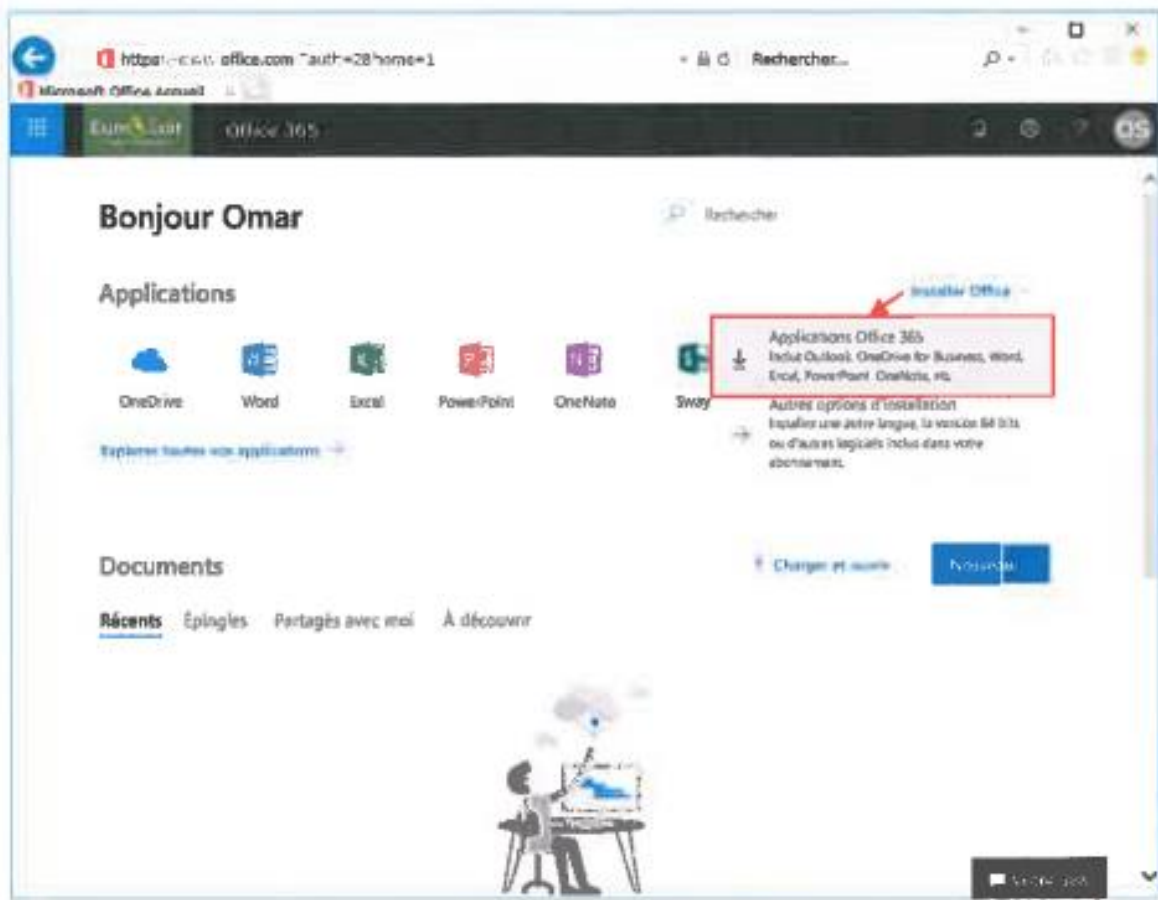 office.com
Rechercher...
Microsoft Office Accueil
Office 365
OS
Bonjour Omar
Rechercher
Applications
Installer Office
Applications Office 365
Inclut Outlook, OneDrive for Business, Word,
Excel, PowerPoint, OneNote, etc.
OneDrive
Word
Excel
PowerPoint
OneNote
Sway
Autres options d'installation
Installer une autre langue, la version 64 bits
ou d'autres logiciels inclus dans votre
abonnement.
Explorer toutes vos applications →
Documents
Charger et ouvrir
Nouveau
Récents
Épinglés
Partagés avec moi
À découvrir